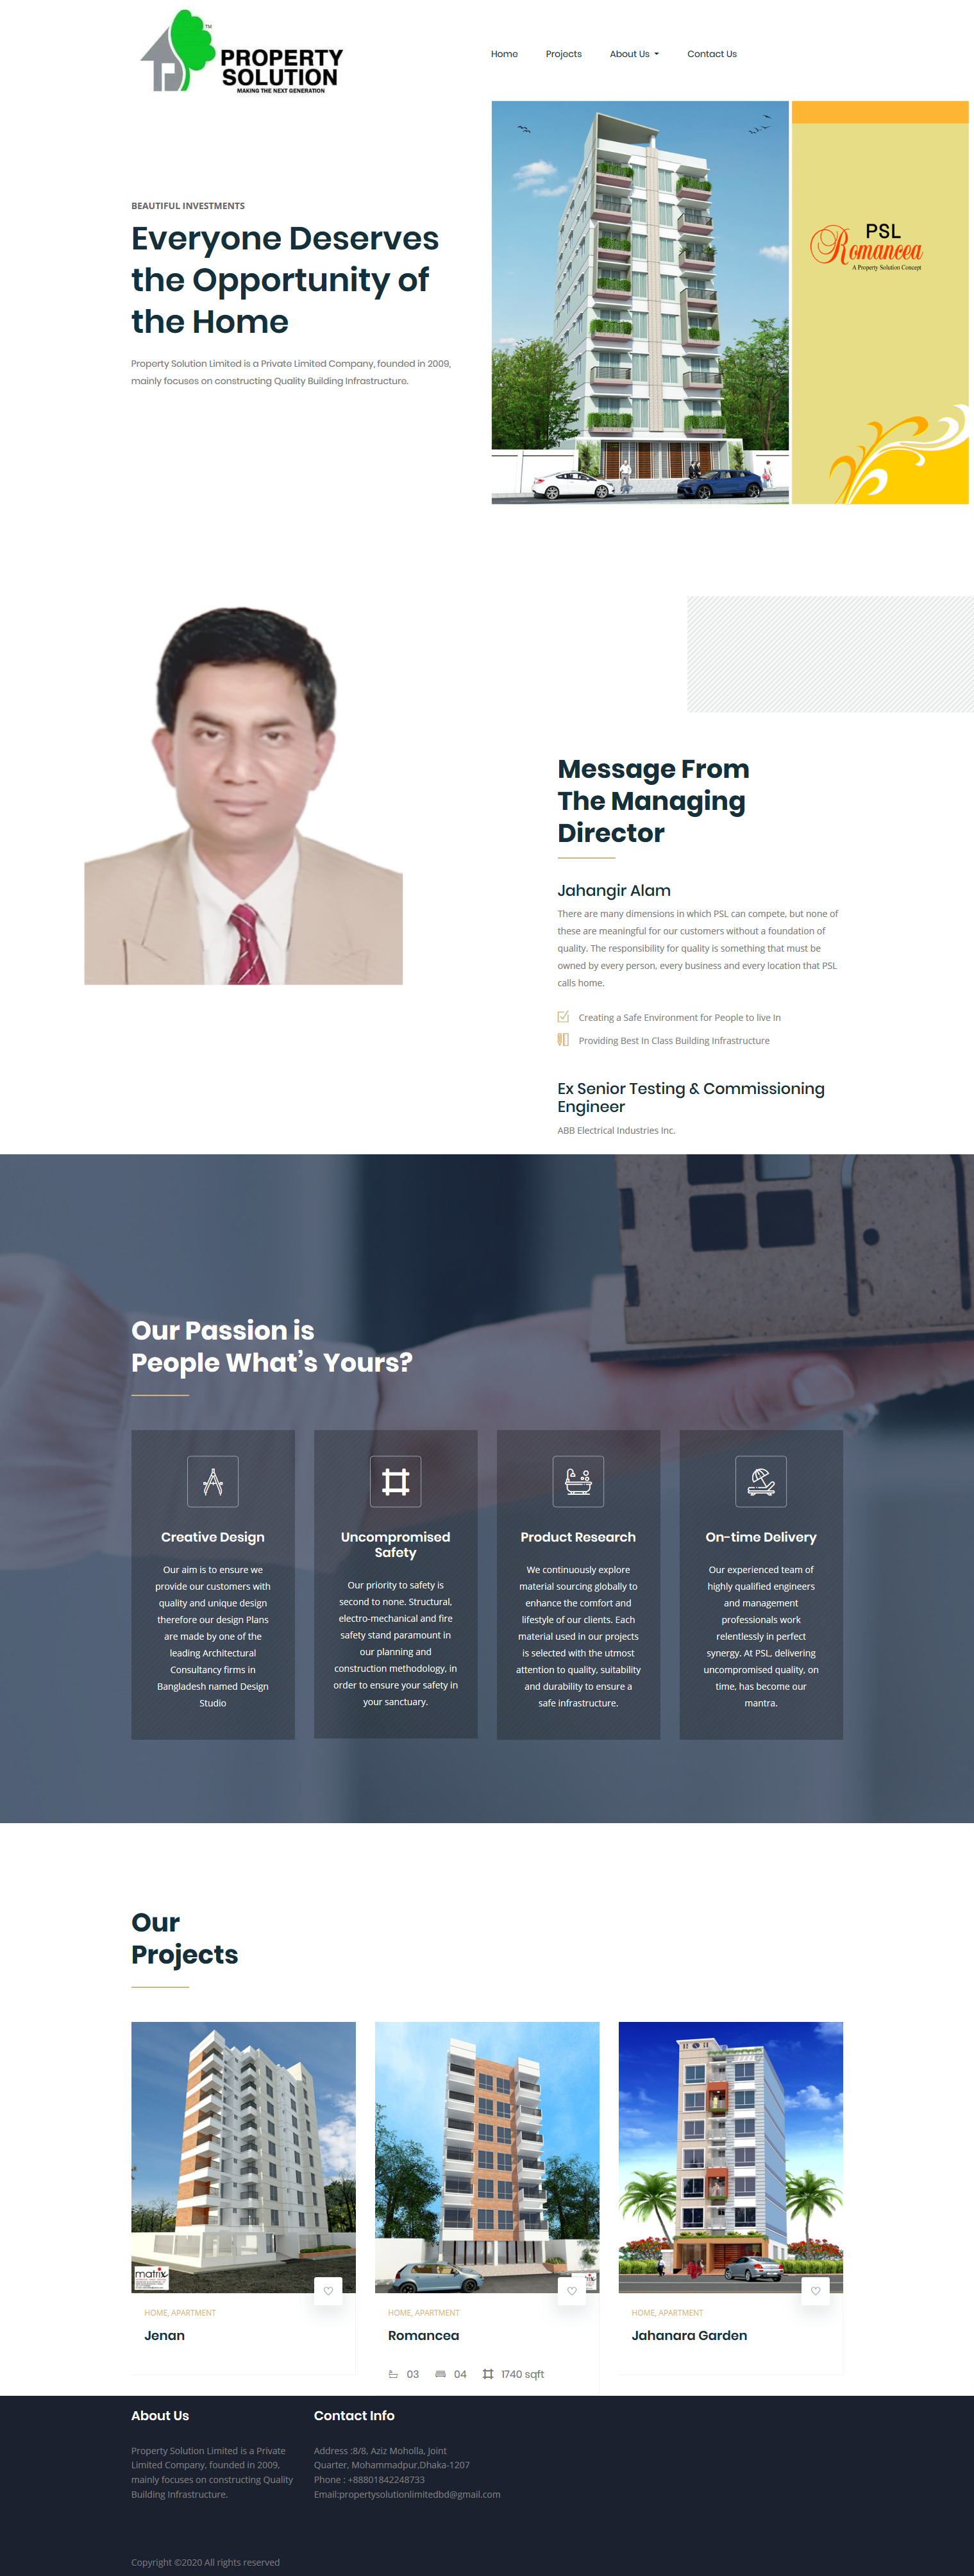 TM
PROPERTY
SOLUTION
MAKING THE NEXT GENERATION
Home
Projects
About Us
Contact Us
BEAUTIFUL INVESTMENTS
Everyone Deserves
the Opportunity of
the Home
Property Solution Limited is a Private Limited Company, founded in 2009,
mainly focuses on constructing Quality Building Infrastructure.
PSL
Romancea
A Property Solution Concept
Message From
The Managing
Director
Jahangir Alam
There are many dimensions in which PSL can compete, but none of
these are meaningful for our customers without a foundation of
quality. The responsibility for quality is something that must be
owned by every person, every business and every location that PSL
calls home.
Creating a Safe Environment for People to live In
Providing Best In Class Building Infrastructure
Ex Senior Testing & Commissioning
Engineer
ABB Electrical Industries Inc.
Our Passion is
People What's Yours?
Creative Design
Our aim is to ensure we
provide our customers with
quality and unique design
therefore our design Plans
are made by one of the
leading Architectural
Consultancy firms in
Bangladesh named Design
Studio
Uncompromised
Safety
Our priority to safety is
second to none. Structural,
electro-mechanical and fire
safety stand paramount in
our planning and
construction methodology, in
order to ensure your safety in
your sanctuary.
Product Research
We continuously explore
material sourcing globally to
enhance the comfort and
lifestyle of our clients. Each
material used in our projects
is selected with the utmost
attention to quality, suitability
and durability to ensure a
safe infrastructure.
On-time Delivery
Our experienced team of
highly qualified engineers
and management
professionals work
relentlessly in perfect
synergy. At PSL, delivering
uncompromised quality, on
time, has become our
mantra.
Our
Projects
matrix
HOME, APARTMENT
Jenan
HOME, APARTMENT
Romancea
03
04
1740 sqft
HOME, APARTMENT
Jahanara Garden
About Us
Property Solution Limited is a Private
Limited Company, founded in 2009,
mainly focuses on constructing Quality
Building Infrastructure.
Contact Info
Address :8/8, Aziz Moholla, Joint
Quarter, Mohammadpur,Dhaka-1207
Phone : +88801842248733
Email:propertysolutionlimitedbd@gmail.com
Copyright ©2020 All rights reserved